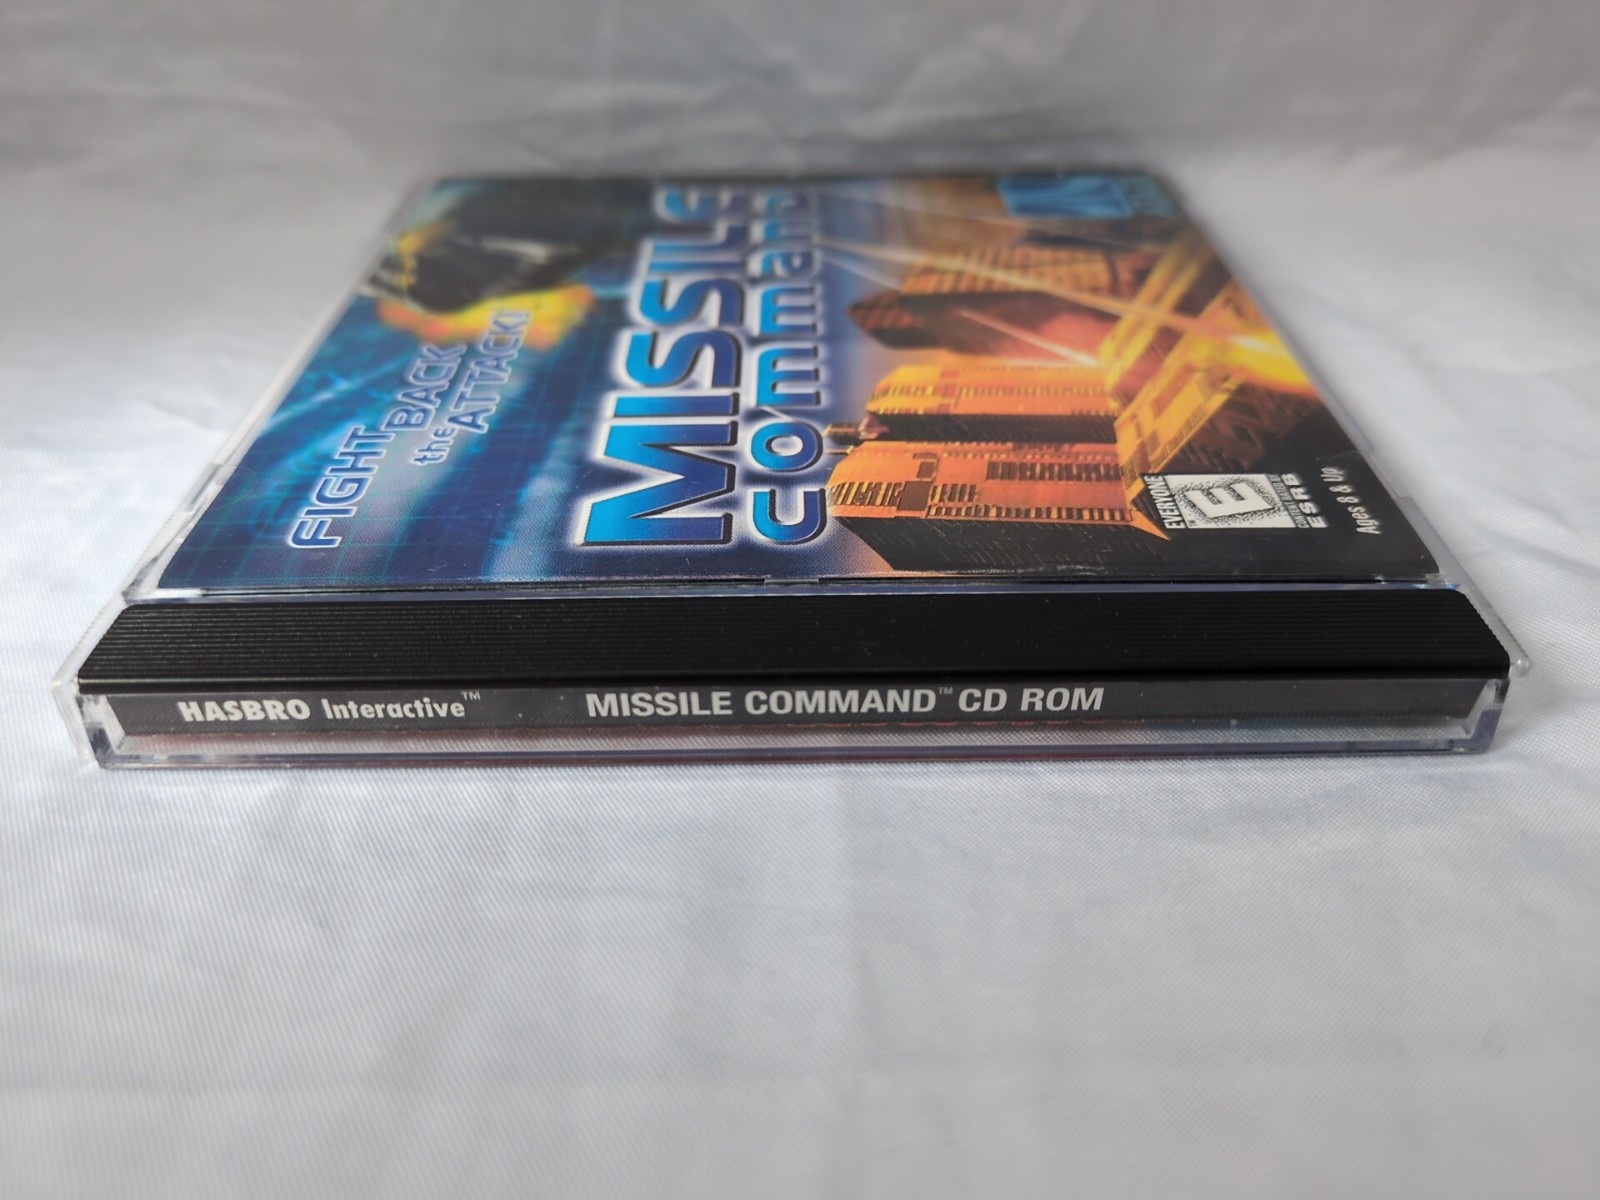 FIGHT
BACK
the
ATTACK!
MISSILE
command
EVERYONE
E
ESRB
Ages 8 & Up
HASBRO Interactive™
MISSILE COMMAND™ CD ROM